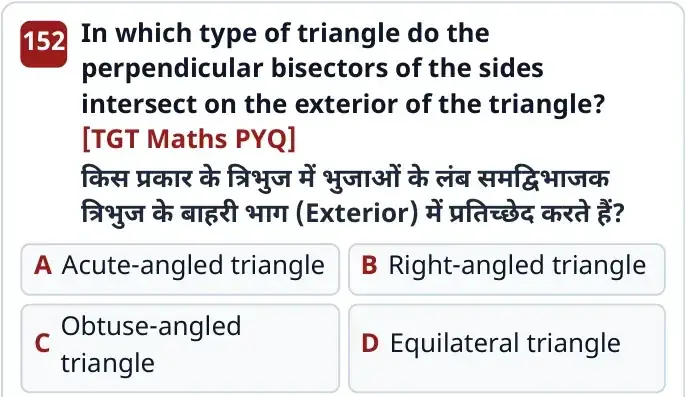 152 In which type of triangle do the
perpendicular bisectors of the sides
intersect on the exterior of the triangle?
[TGT Maths PYQ]
किस प्रकार के त्रिभुज में भुजाओं के लंब समद्विभाजक
त्रिभुज के बाहरी भाग (Exterior) में प्रतिच्छेद करते हैं?
A Acute-angled triangle
B Right-angled triangle
C Obtuse-angled
triangle
D Equilateral triangle